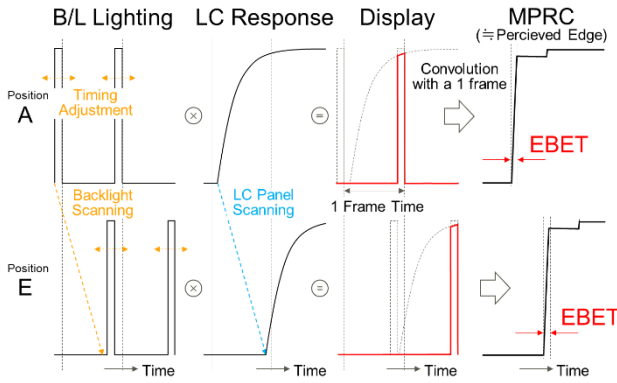 B/L Lighting
LC Response
Display
MPRC
(≒Percieved Edge)
Position
A
Timing
Adjustment
⊗
=
Convolution
with a 1 frame
EBET
Backlight
Scanning
LC Panel
Scanning
1 Frame Time
Position
E
⊗
=
EBET
Time
Time
Time
Time